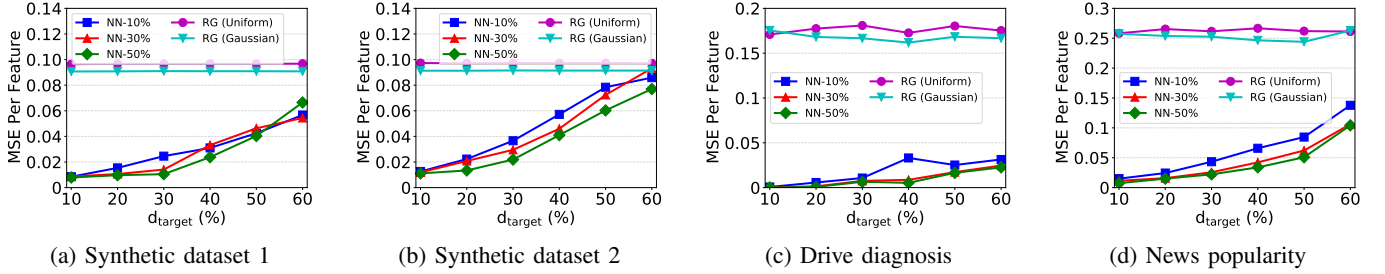 0.14
0.12
0.10
0.08
0.06
0.04
0.02
0
MSE Per Feature
NN-10%
NN-30%
NN-50%
RG (Uniform)
RG (Gaussian)
10 20 30 40 50 60
d_target (%)
(a) Synthetic dataset 1
0.14
0.12
0.10
0.08
0.06
0.04
0.02
0
MSE Per Feature
NN-10%
NN-30%
NN-50%
RG (Uniform)
RG (Gaussian)
10 20 30 40 50 60
d_target (%)
(b) Synthetic dataset 2
0.2
0.15
0.1
0.05
0
MSE Per Feature
NN-10%
NN-30%
NN-50%
RG (Uniform)
RG (Gaussian)
10 20 30 40 50 60
d_target (%)
(c) Drive diagnosis
0.3
0.25
0.2
0.15
0.1
0.05
0
MSE Per Feature
NN-10%
NN-30%
NN-50%
RG (Uniform)
RG (Gaussian)
10 20 30 40 50 60
d_target (%)
(d) News popularity